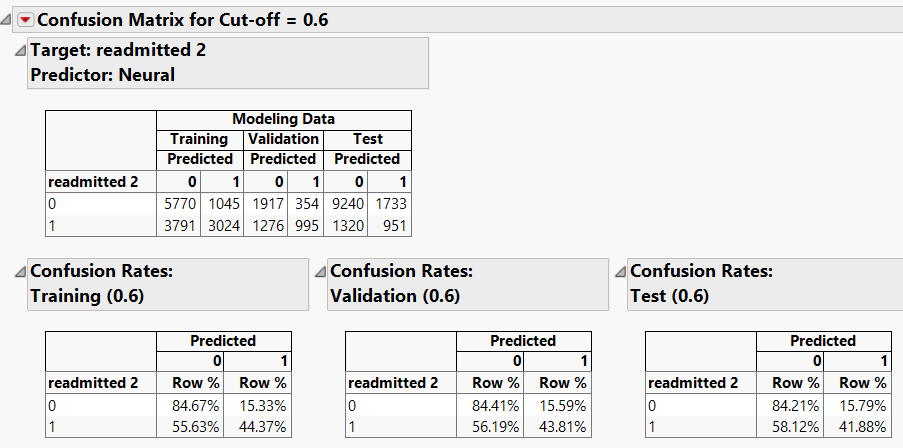 Confusion Matrix for Cut-off = 0.6
Target: readmitted 2
Predictor: Neural
Modeling Data
Training Validation Test
Predicted Predicted Predicted
readmitted 2 0 1 0 1 0 1
0 5770 1045 1917 354 9240 1733
1 3791 3024 1276 995 1320 951
Confusion Rates: Confusion Rates: Confusion Rates:
Training (0.6) Validation (0.6) Test (0.6)
Predicted Predicted Predicted
0 1 0 1 0 1
readmitted 2 Row % Row % readmitted 2 Row % Row % readmitted 2 Row % Row %
0 84.67% 15.33% 0 84.41% 15.59% 0 84.21% 15.79%
1 55.63% 44.37% 1 56.19% 43.81% 1 58.12% 41.88%